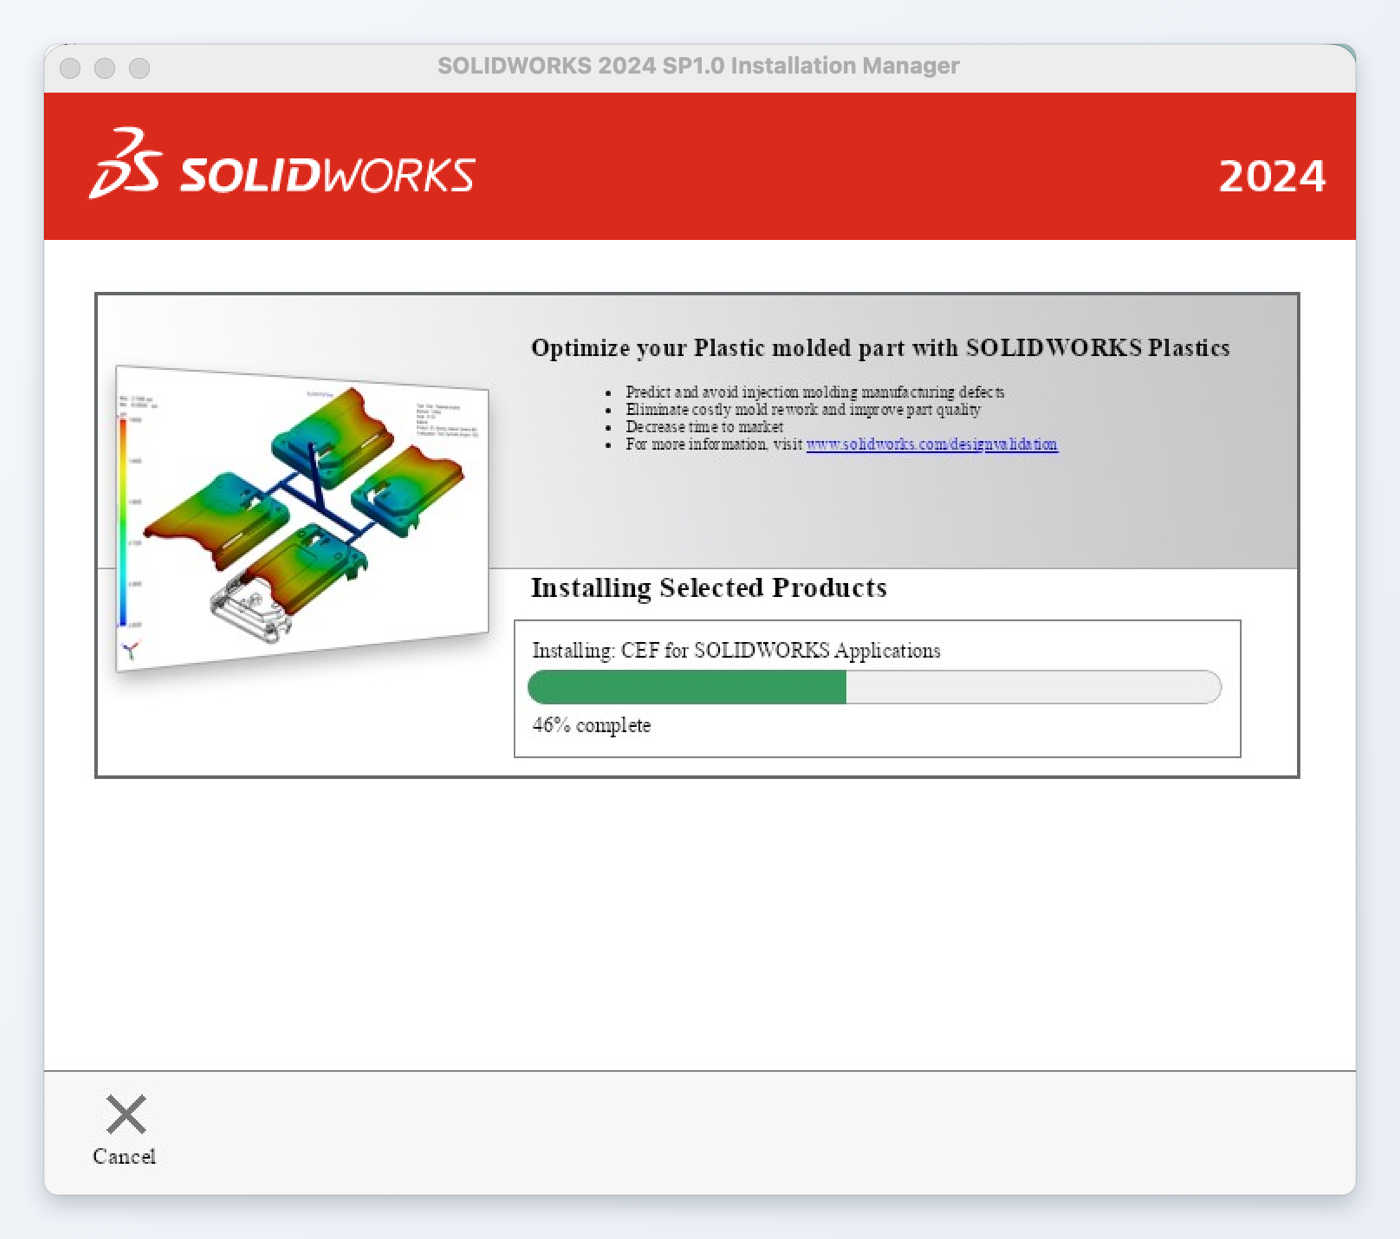 SOLIDWORKS 2024 SP1.0 Installation Manager
SOLIDWORKS
2024
Optimize your Plastic molded part with SOLIDWORKS Plastics
• Predict and avoid injection molding manufacturing defects
• Eliminate costly mold rework and improve part quality
• Decrease time to market
• For more information, visit www.solidworks.com/designvalidation
Installing Selected Products
Installing: CEF for SOLIDWORKS Applications
46% complete
Cancel